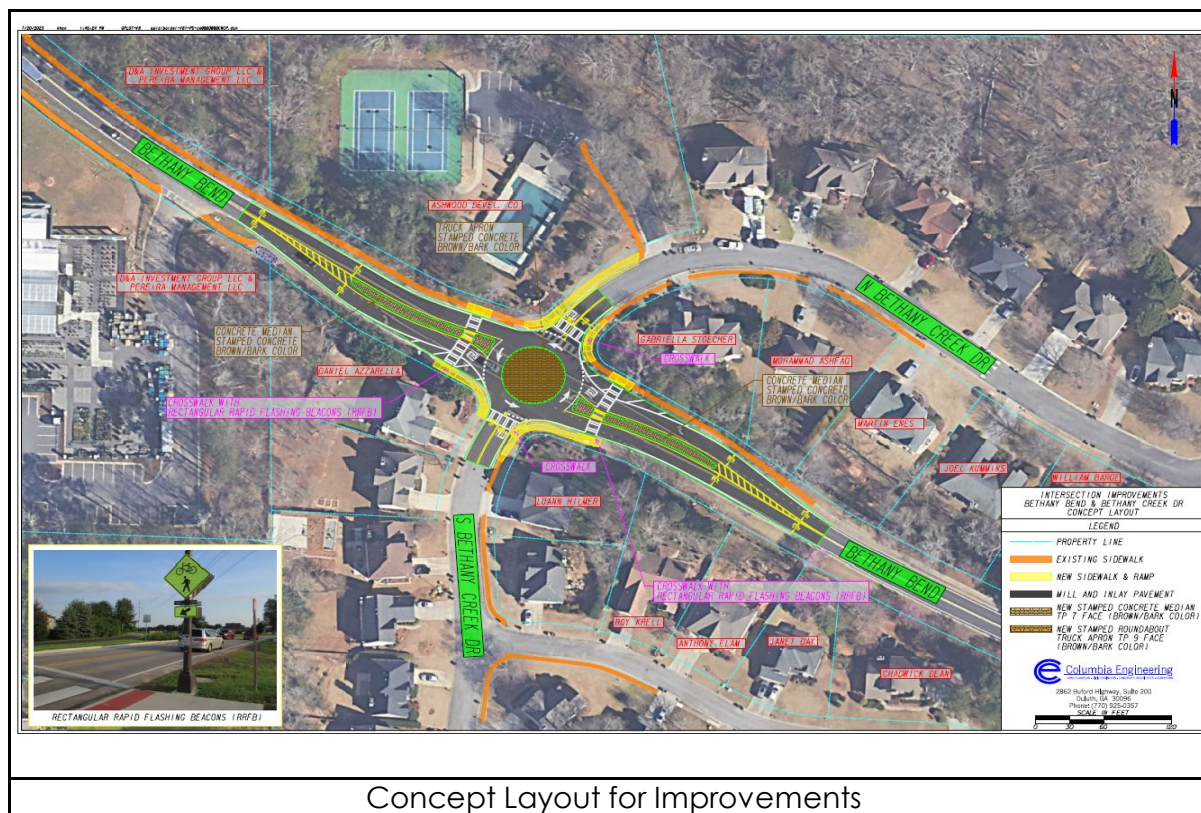 7/20/2023
1:45:24 PM
D&A INVESTMENT GROUP LLC &
PEREIRA MANAGEMENT LLC
N
BETHANY BEND
ASHWOOD DEVEL. CO
TRUCK APRON
STAMPED CONCRETE
BROWN/BARK COLOR
D&A INVESTMENT GROUP LLC &
PEREIRA MANAGEMENT LLC
N BETHANY CREEK DR
CONCRETE MEDIAN
STAMPED CONCRETE
BROWN/BARK COLOR
GABRIELLA STOECHER
CROSSWALK
MOHAMMAD ASHFAQ
DANIEL AZZARELLA
CONCRETE MEDIAN
STAMPED CONCRETE
BROWN/BARK COLOR
CROSSWALK WITH
RECTANGULAR RAPID FLASHING BEACONS (RRFB)
MARTIN ENES
CROSSWALK
JOEL KUMMINS
WILLIAM BARGE
LUANN HILMER
S BETHANY CREEK DR
BETHANY BEND
CROSSWALK WITH
RECTANGULAR RAPID FLASHING BEACONS (RRFB)
ROY KRELL
ANTHONY ELAM
JANET DAY
CHADWICK DEAN
RECTANGULAR RAPID FLASHING BEACONS (RRFB)
INTERSECTION IMPROVEMENTS
BETHANY BEND & BETHANY CREEK DR
CONCEPT LAYOUT
LEGEND
PROPERTY LINE
EXISTING SIDEWALK
NEW SIDEWALK & RAMP
MILL AND INLAY PAVEMENT
NEW STAMPED CONCRETE MEDIAN
TP 7 FACE (BROWN/BARK COLOR)
NEW STAMPED ROUNDABOUT
TRUCK APRON TP 9 FACE
(BROWN/BARK COLOR)
Columbia Engineering
2862 Buford Highway, Suite 200
Duluth, GA 30096
Phone: (770) 925-0357
SCALE IN FEET
0 30 60 120
Concept Layout for Improvements